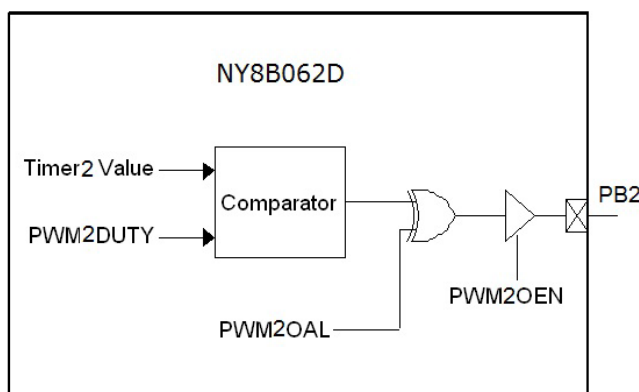 NY8B062D
Timer2 Value
Comparator
PB2
PWM2DUTY
PWM2OEN
PWM2OAL